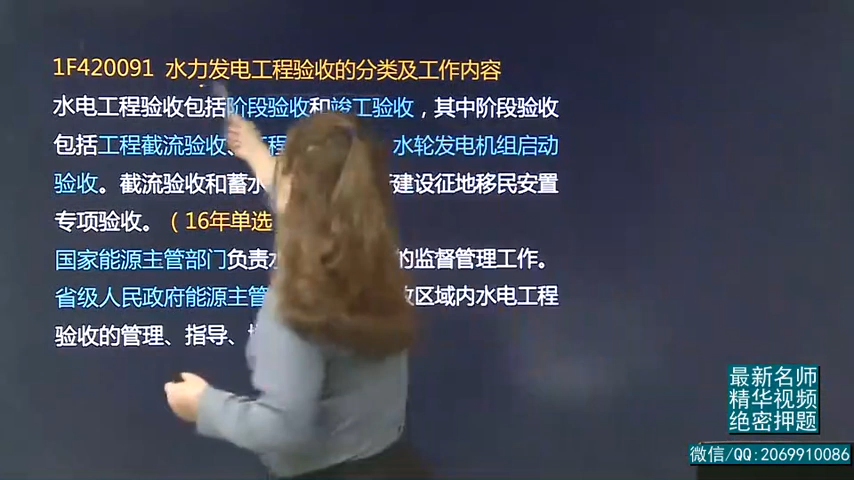 1F420091 水力发电工程验收的分类及工作内容
水电工程验收包括阶段验收和竣工验收，其中阶段验收
包括工程截流验收、 水轮发电机组启动
验收。截流验收和蓄水 建设征地移民安置
专项验收。（16年单选
国家能源主管部门负责 的监督管理工作。
省级人民政府能源主管 区域内水电工程
验收的管理、指导、
最新名师
精华视频
绝密押题
微信/QQ:2069910086